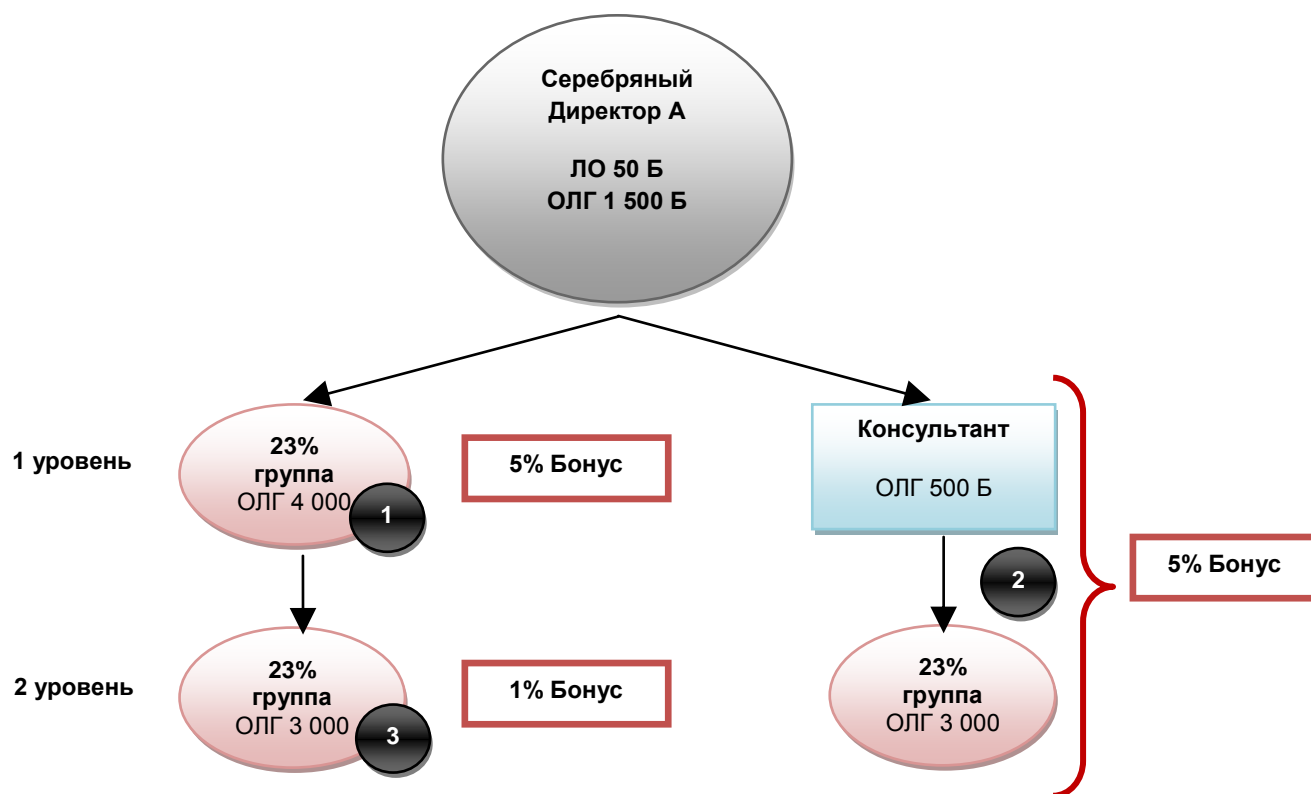 Серебряный
Директор А
ЛО 50 Б
ОЛГ 1 500 Б
1 уровень
23%
группа
ОЛГ 4 000
1
5% Бонус
Консультант
ОЛГ 500 Б
2
5% Бонус
2 уровень
23%
группа
ОЛГ 3 000
3
1% Бонус
23%
группа
ОЛГ 3 000